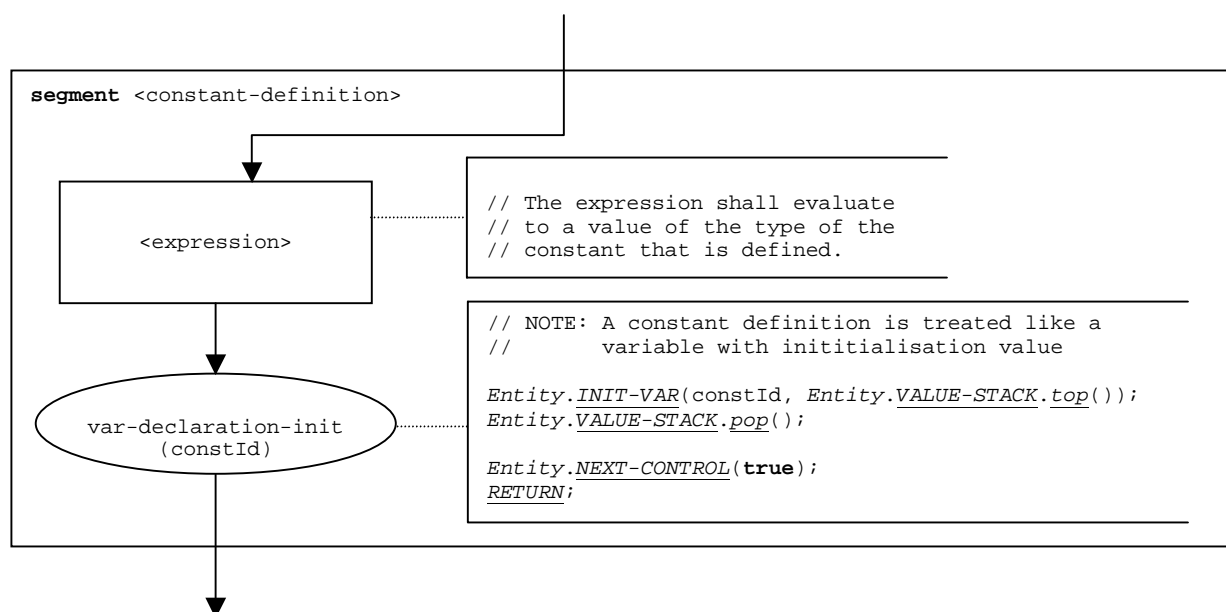 segment <constant-definition>
<expression>
// The expression shall evaluate
// to a value of the type of the
// constant that is defined.
var-declaration-init
(constId)
// NOTE: A constant definition is treated like a
//       variable with inititialisation value
Entity.INIT-VAR(constId, Entity.VALUE-STACK.top());
Entity.VALUE-STACK.pop();
Entity.NEXT-CONTROL(true);
RETURN;